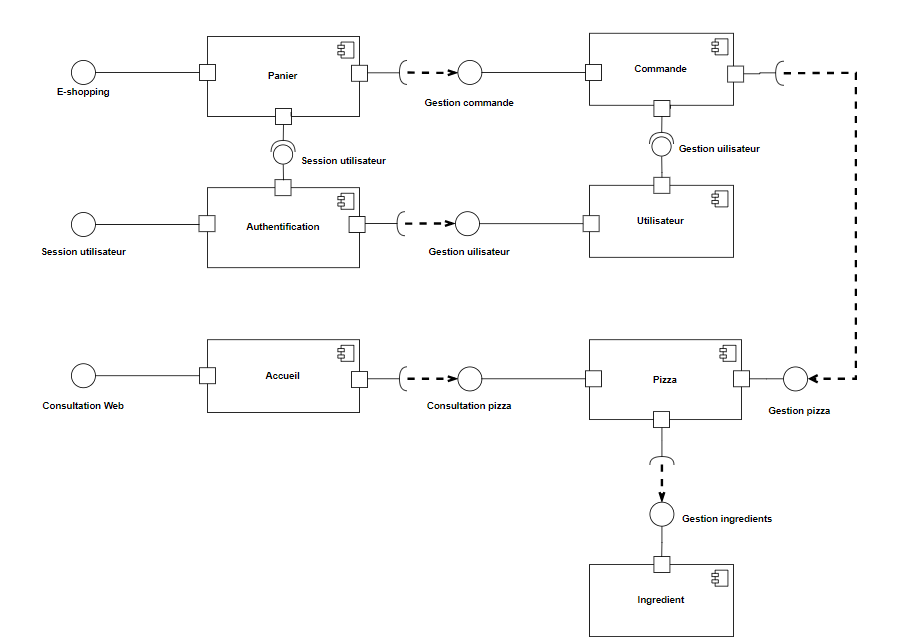 Panier
Commande
E-shopping
Gestion commande
Session utilisateur
Gestion uilisateur
Authentification
Utilisateur
Session utilisateur
Gestion uilisateur
Accueil
Pizza
Consultation Web
Consultation pizza
Gestion pizza
Gestion ingredients
Ingredient